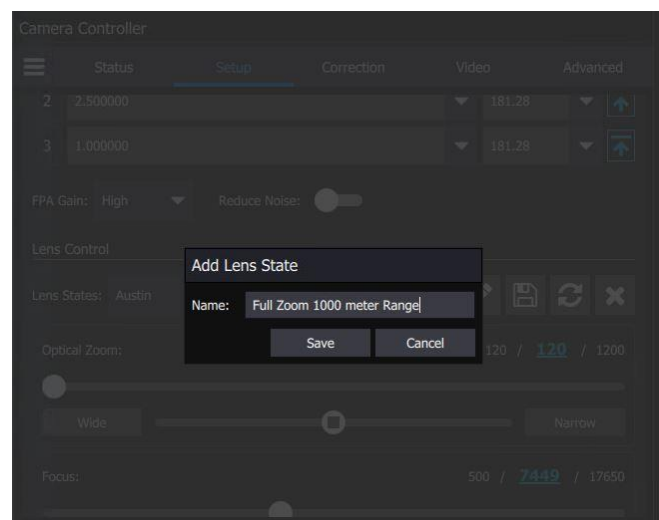 Camera Controller
Status Setup Correction Video Advanced
2 2.500000 181.28
3 1.000000 181.28
FPA Gain: High Reduce Noise:
Lens Control
Add Lens State
Lens States: Austin
Name: Full Zoom 1000 meter Range
Save Cancel
Optical Zoom: 120 / 120 / 1200
Wide Narrow
Focus: 500 / 7449 / 17650